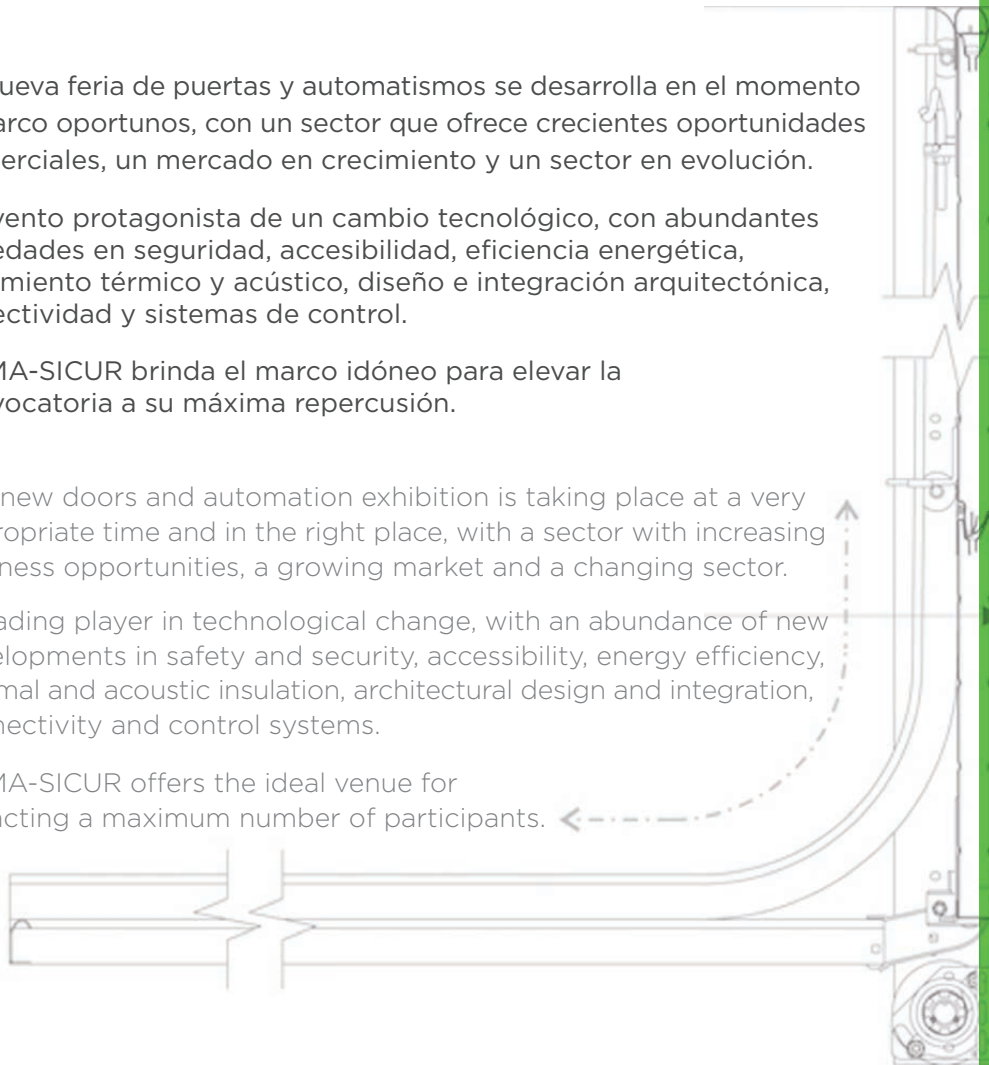 ueva feria de puertas y automatismos se desarrolla en el momento
arco oportunos, con un sector que ofrece crecientes oportunidades
erciales, un mercado en crecimiento y un sector en evolución.
vento protagonista de un cambio tecnológico, con abundantes
edades en seguridad, accesibilidad, eficiencia energética,
miento térmico y acústico, diseño e integración arquitectónica,
ectividad y sistemas de control.
MA-SICUR brinda el marco idóneo para elevar la
vocatoria a su máxima repercusión.
new doors and automation exhibition is taking place at a very
ropriate time and in the right place, with a sector with increasing
ness opportunities, a growing market and a changing sector.
ading player in technological change, with an abundance of new
elopments in safety and security, accessibility, energy efficiency,
mal and acoustic insulation, architectural design and integration,
nectivity and control systems.
MA-SICUR offers the ideal venue for
acting a maximum number of participants.